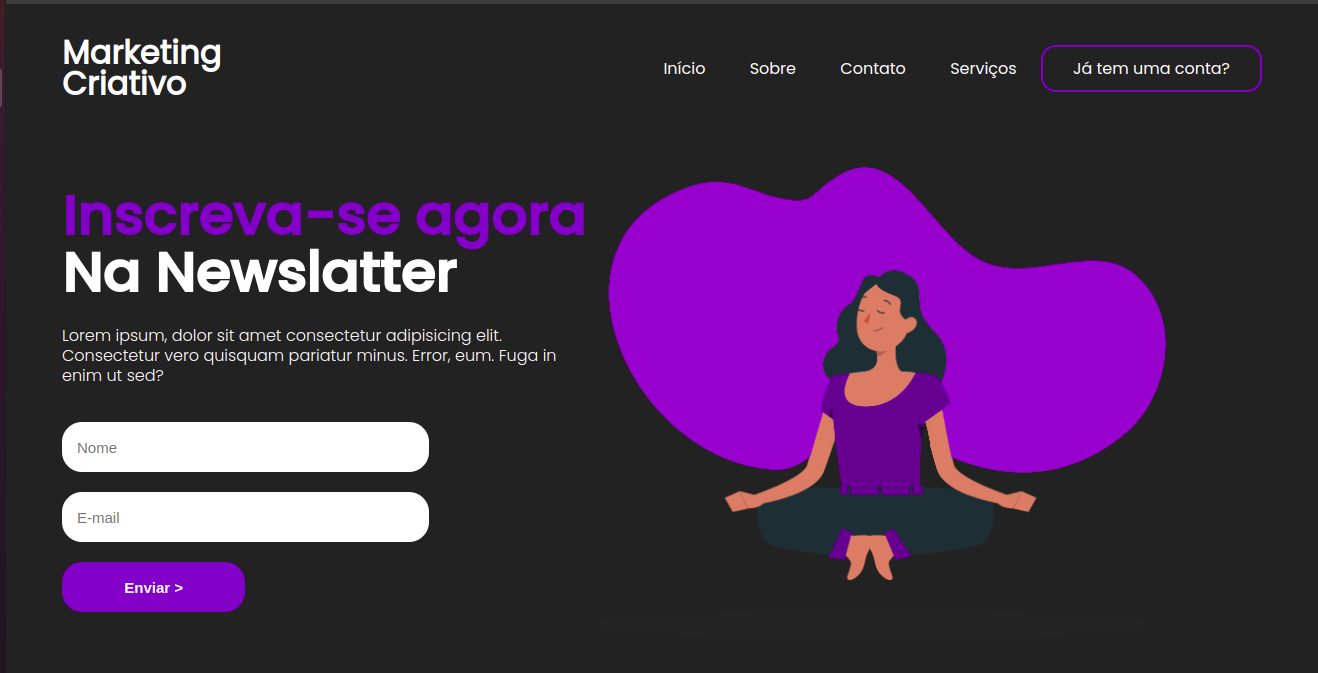 Marketing
Criativo
Início Sobre Contato Serviços Já tem uma conta?
Inscreva-se agora
Na Newslatter
Lorem ipsum, dolor sit amet consectetur adipisicing elit.
Consectetur vero quisquam pariatur minus. Error, eum. Fuga in
enim ut sed?
Nome
E-mail
Enviar >